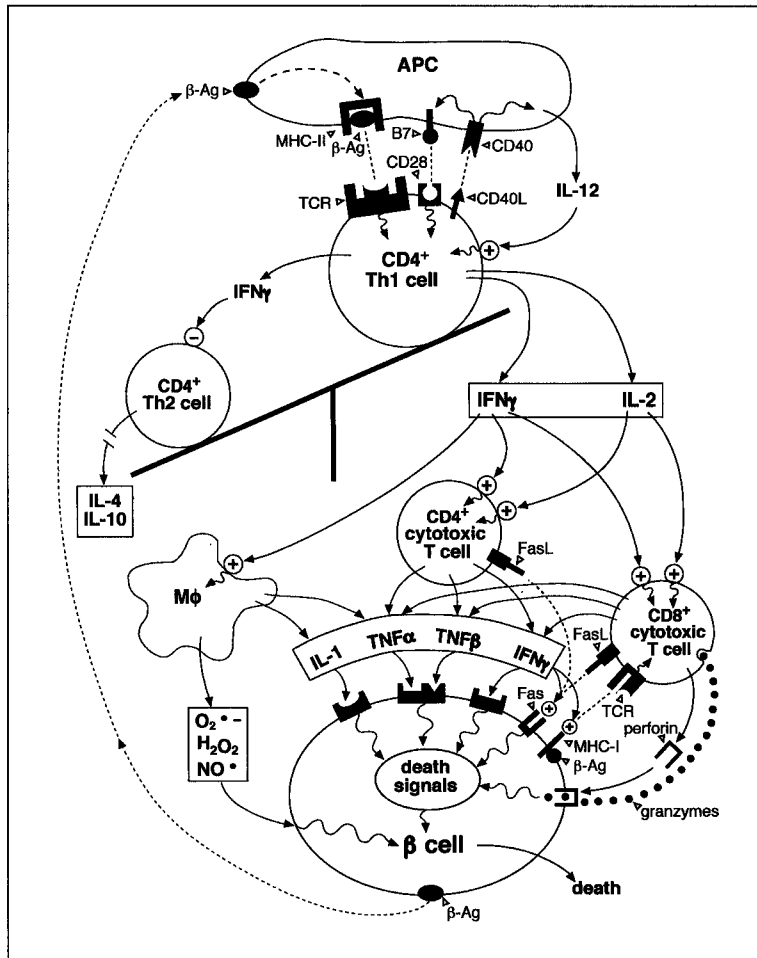 APC
β-Ag
MHC-II
β-Ag
B7
CD28
CD40
TCR
CD40L
IL-12
+
CD4+
Th1 cell
IFNγ
−
CD4+
Th2 cell
IFNγ
IL-2
IL-4
IL-10
+
+
CD4+
cytotoxic
T cell
FasL
+
Mϕ
+
+
CD8+
cytotoxic
T cell
FasL
IL-1
TNFα
TNFβ
IFNγ
Fas
+
TCR
+
MHC-I
β-Ag
perforin
O2•−
H2O2
NO•
death
signals
granzymes
β cell
death
β-Ag